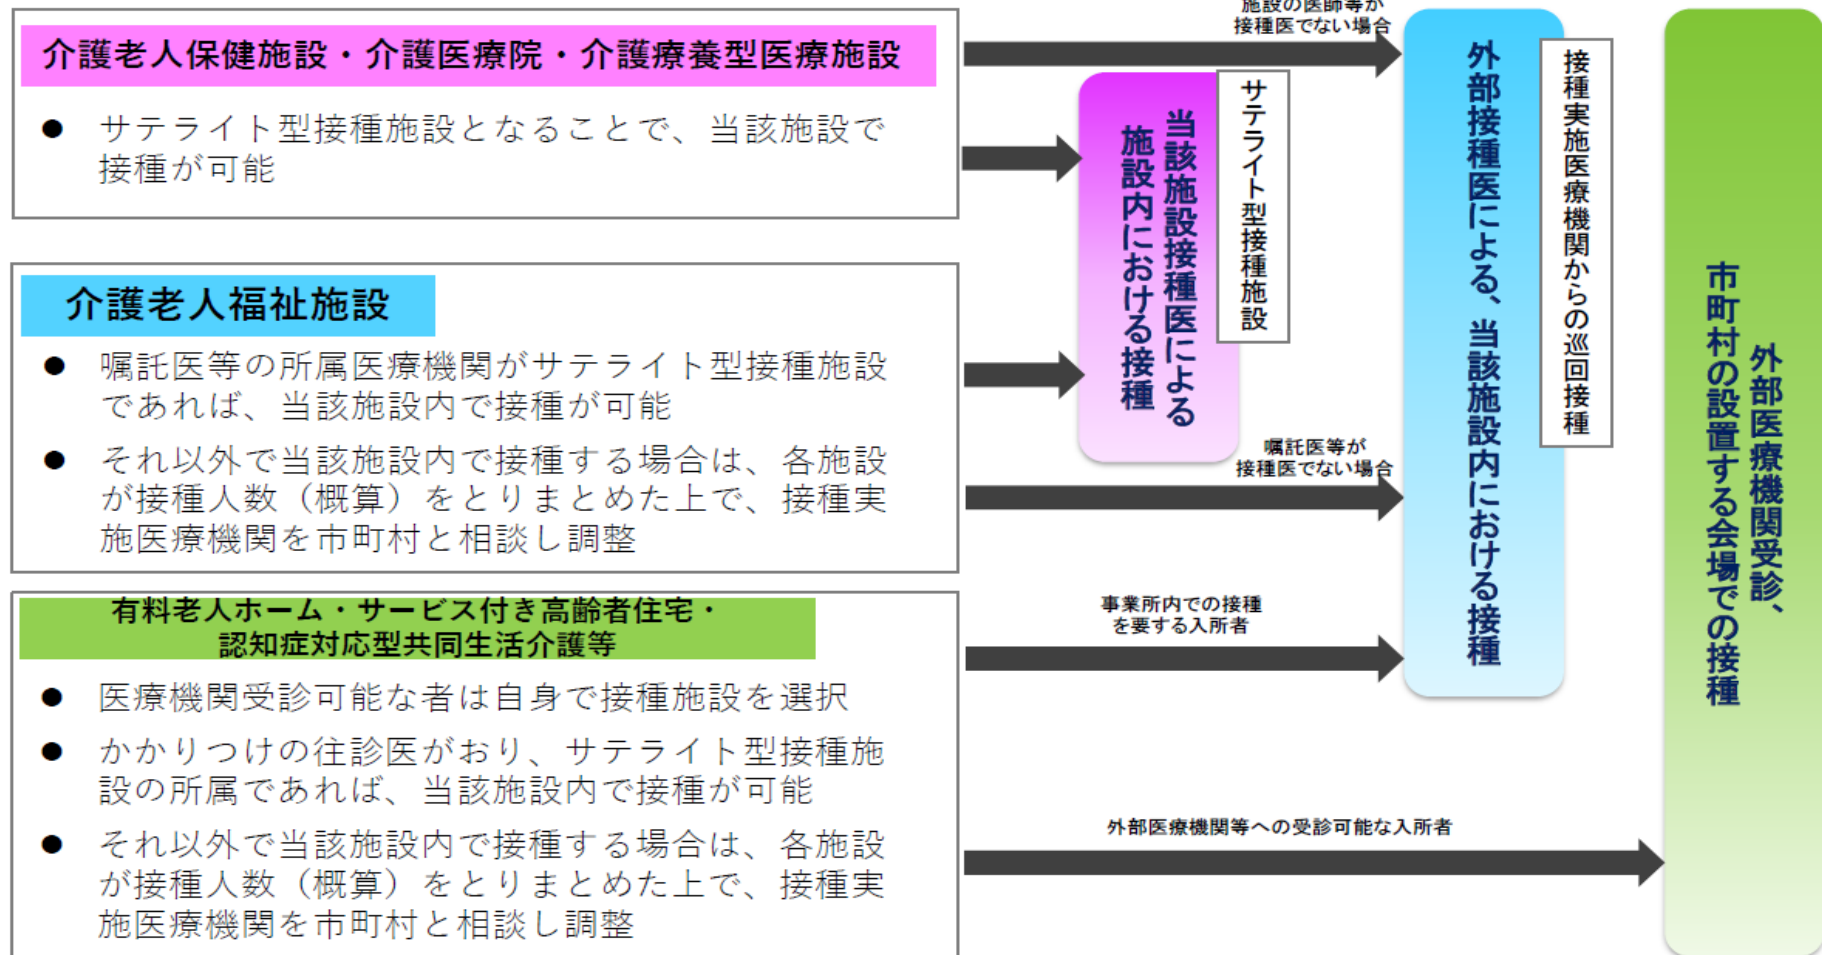 介護老人保健施設・介護医療院・介護療養型医療施設
● サテライト型接種施設となることで、当該施設で
接種が可能
介護老人福祉施設
● 嘱託医等の所属医療機関がサテライト型接種施設
であれば、当該施設内で接種が可能
● それ以外で当該施設内で接種する場合は、各施設
が接種人数（概算）をとりまとめた上で、接種実
施医療機関を市町村と相談し調整
有料老人ホーム・サービス付き高齢者住宅・
認知症対応型共同生活介護等
● 医療機関受診可能な者は自身で接種施設を選択
● かかりつけの往診医がおり、サテライト型接種施
設の所属であれば、当該施設内で接種が可能
● それ以外で当該施設内で接種する場合は、各施設
が接種人数（概算）をとりまとめた上で、接種実
施医療機関を市町村と相談し調整
施設の医師等が
接種医でない場合
当該施設接種医による
施設内における接種
サテライト型接種施設
嘱託医等が
接種医でない場合
事業所内での接種
を要する入所者
外部医療機関等への受診可能な入所者
外部接種医による、当該施設内における接種
接種実施医療機関からの巡回接種
外部医療機関受診、
市町村の設置する会場での接種